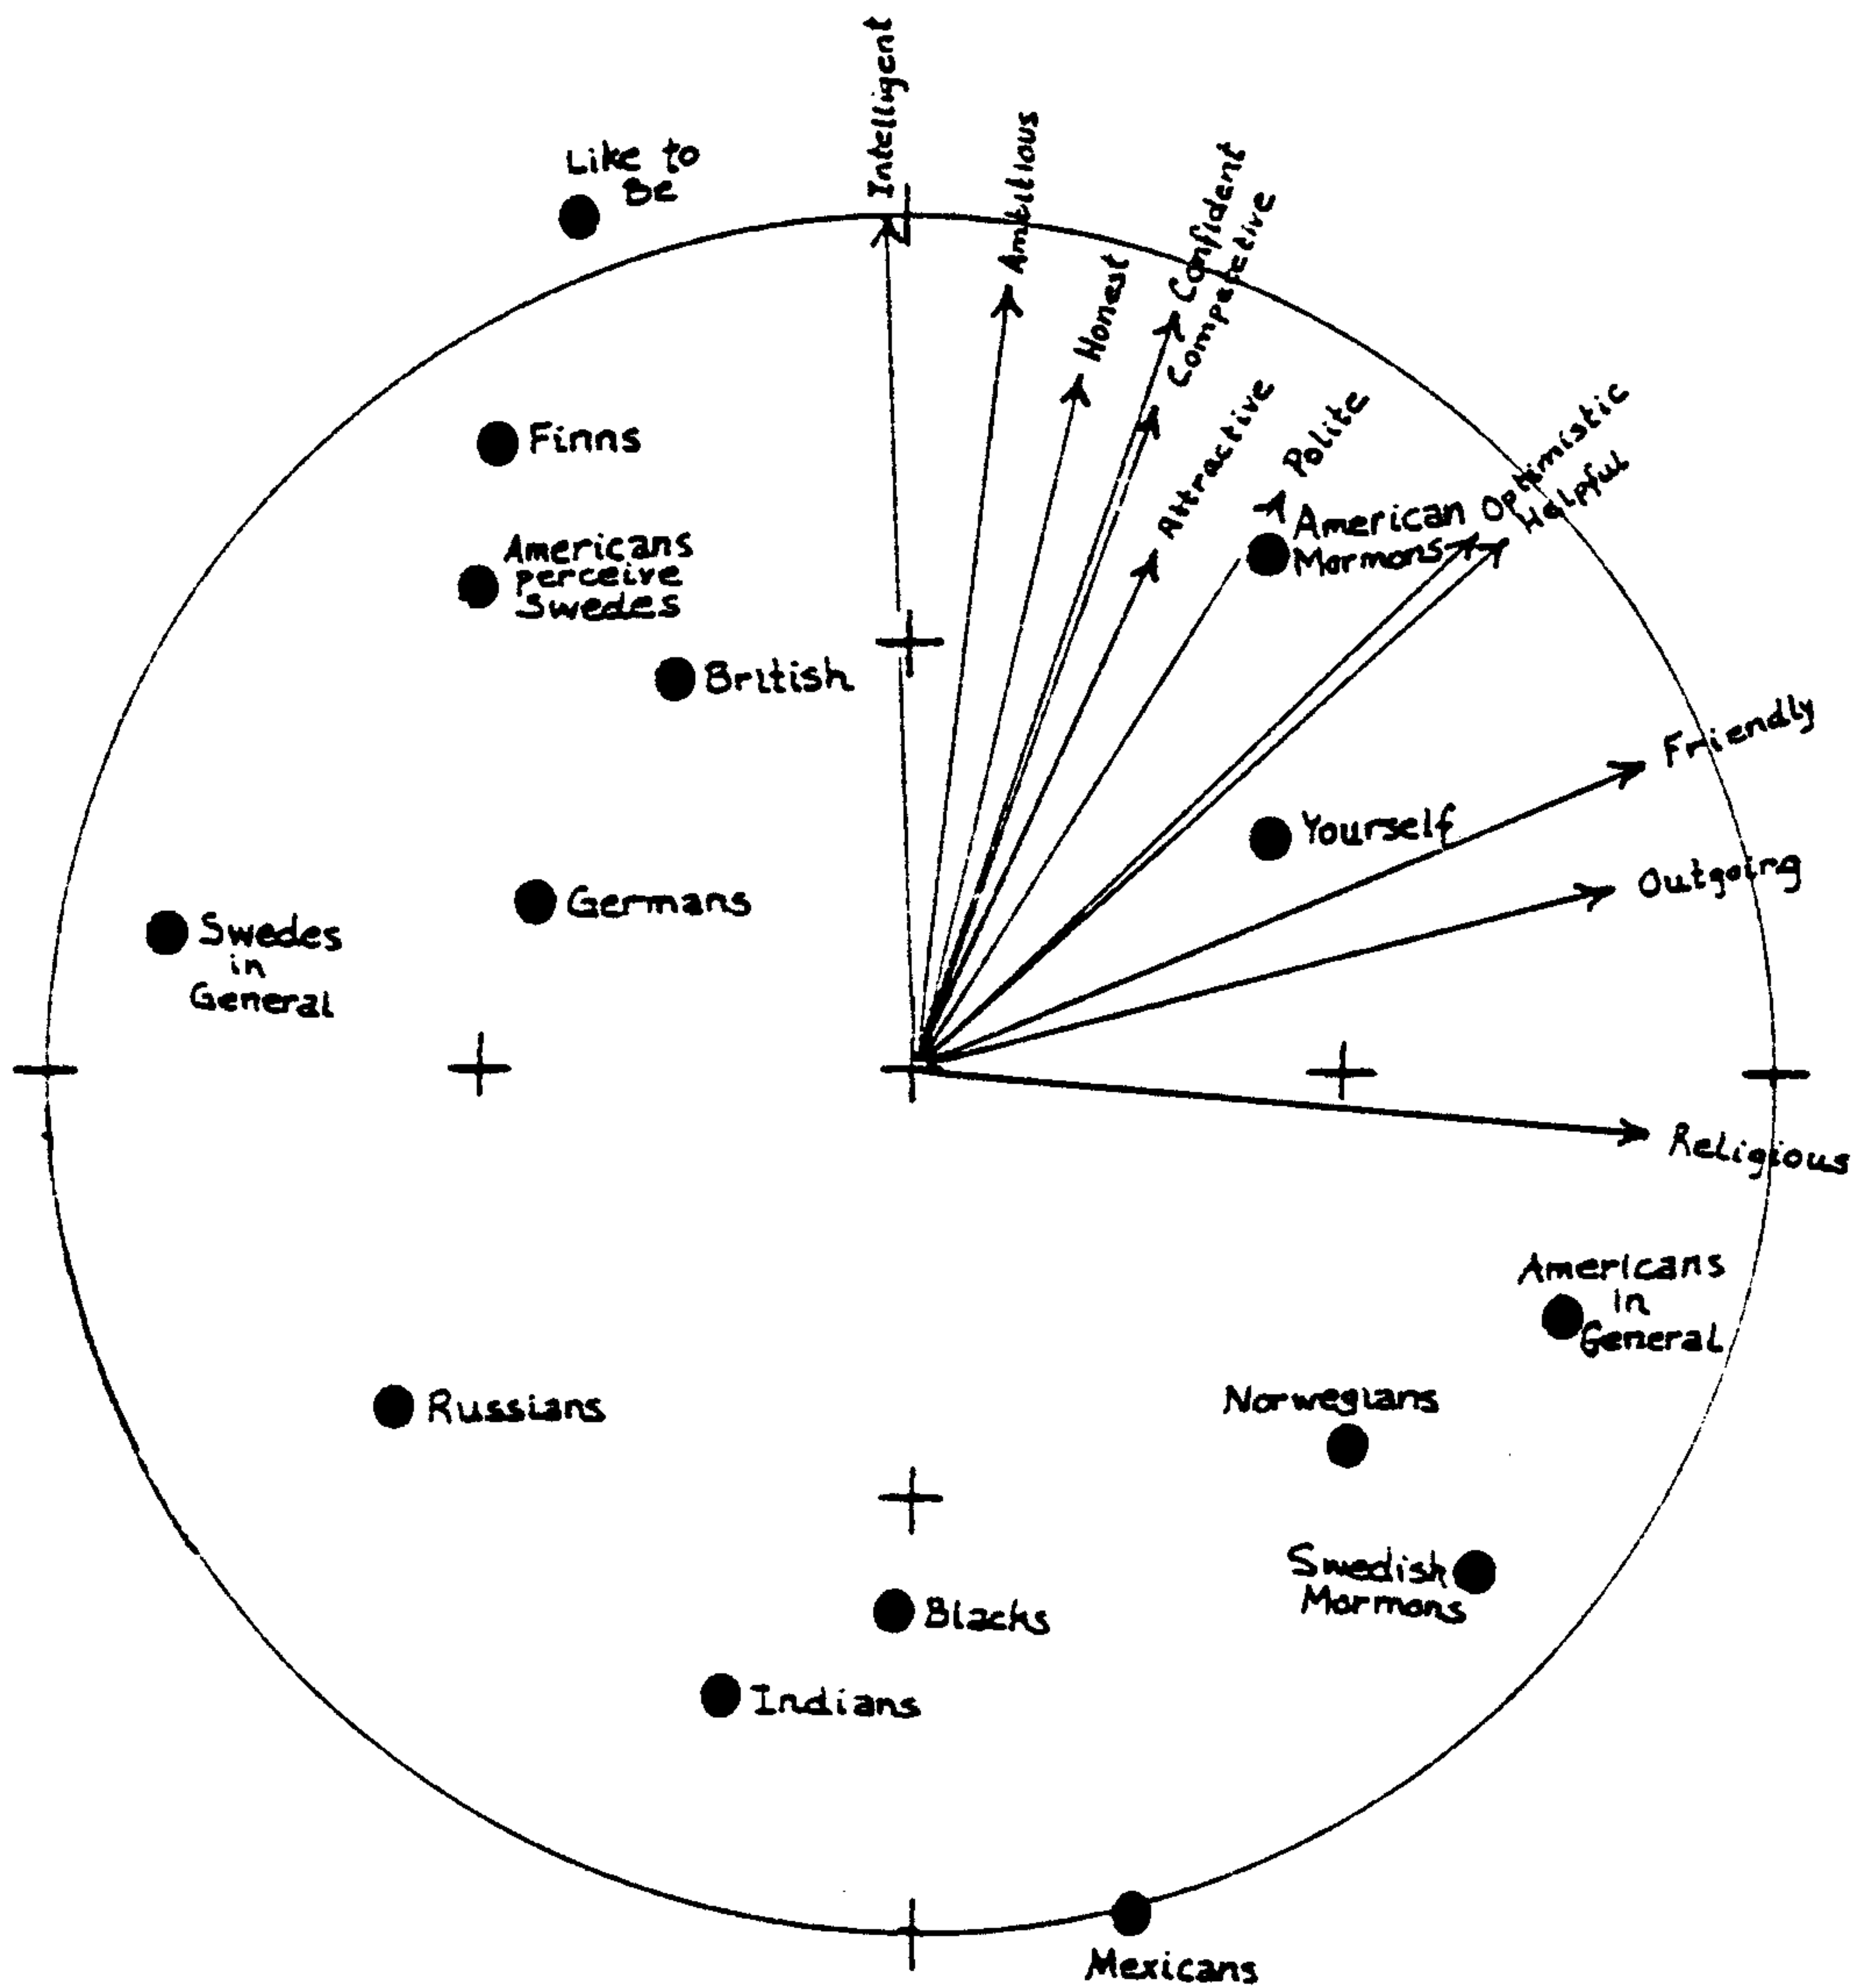 Intelligent
Ambitious
Honest
Confident
Competitive
Attractive
Polite
Optimistic
Helpful
Friendly
Outgoing
Religious
Like to
Be
Finns
Americans
perceive
Swedes
British
American
Mormons
Yourself
Germans
Swedes
in
General
Americans
in
General
Norwegians
Russians
Swedish
Mormons
Blacks
Indians
Mexicans